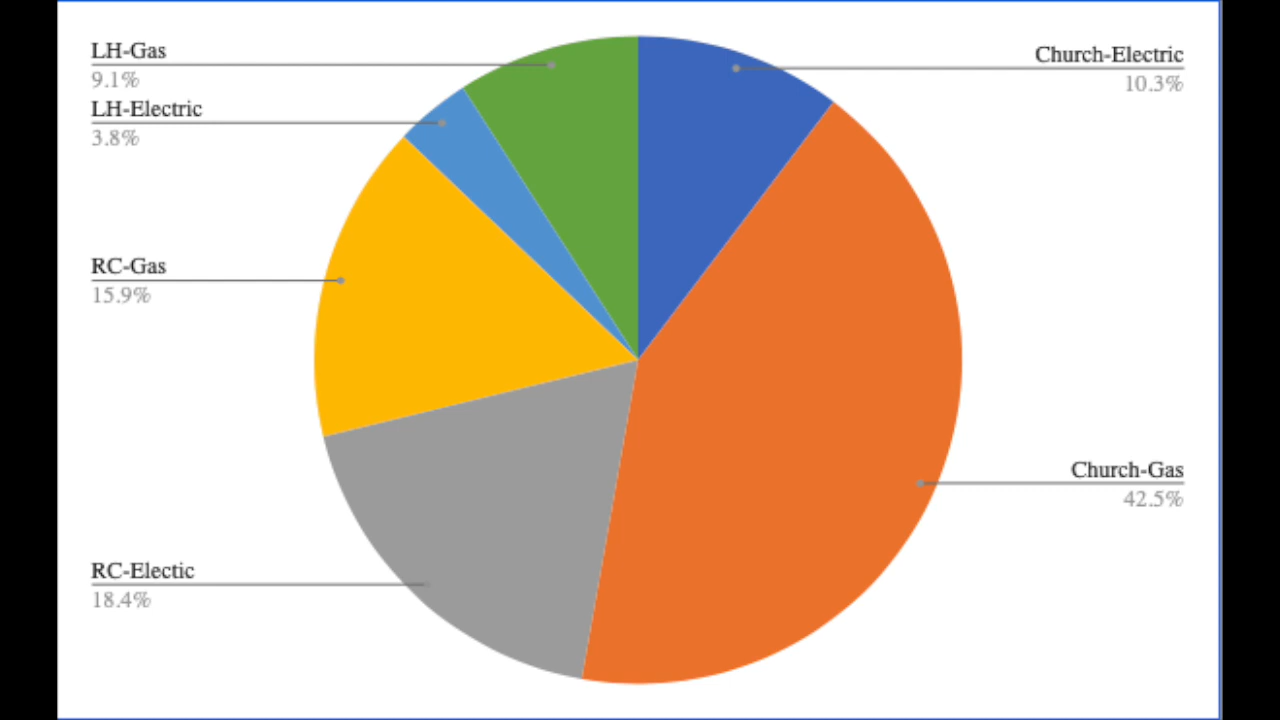 LH-Gas
9.1%
LH-Electric
3.8%
RC-Gas
15.9%
RC-Electic
18.4%
Church-Electric
10.3%
Church-Gas
42.5%